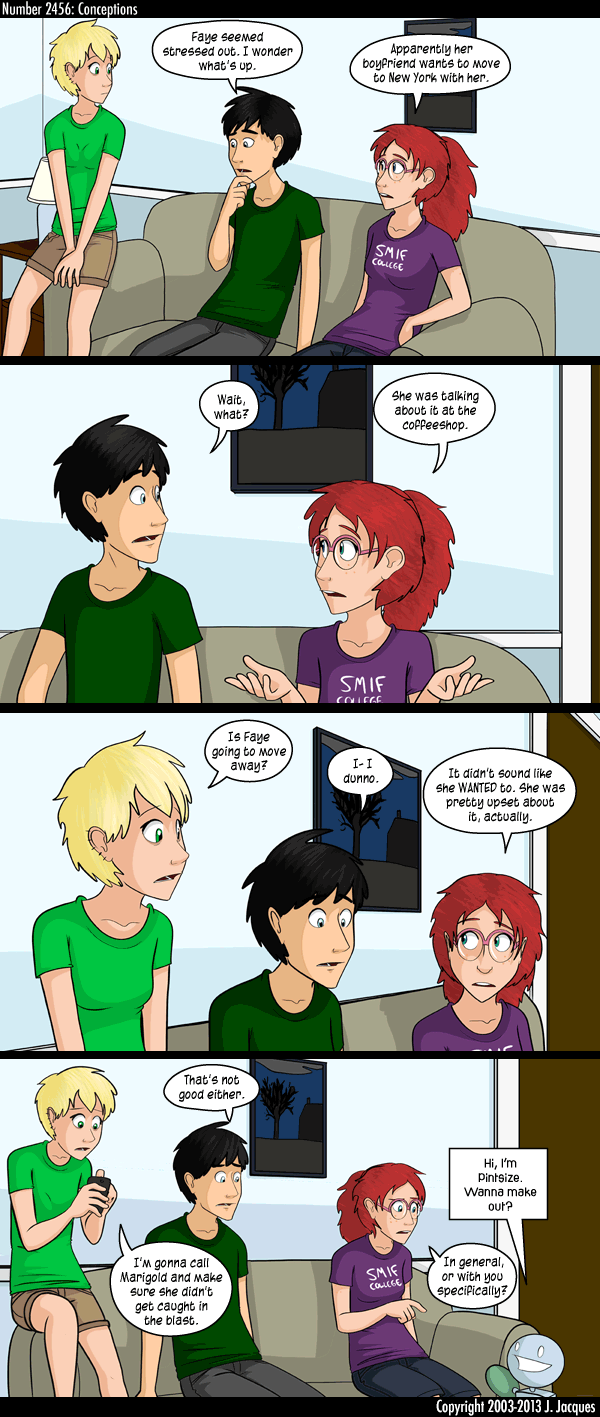 Number 2456: Conceptions
Faye seemed
stressed out. I wonder
what's up.
Apparently her
boyfriend wants to move
to New York with her.
SMIF
COLLEGE
Wait,
what?
She was talking
about it at the
coffeeshop.
SMIF
COLLEGE
Is Faye
going to move
away?
I- I
dunno.
It didn't sound like
she WANTED to. She was
pretty upset about
it, actually.
SMIF
That's not
good either.
I'm gonna call
Marigold and make
sure she didn't
get caught in
the blast.
Hi, I'm
Pintsize.
Wanna make
out?
In general,
or with you
specifically?
SMIF
COLLEGE
Copyright 2003-2013 J. Jacques